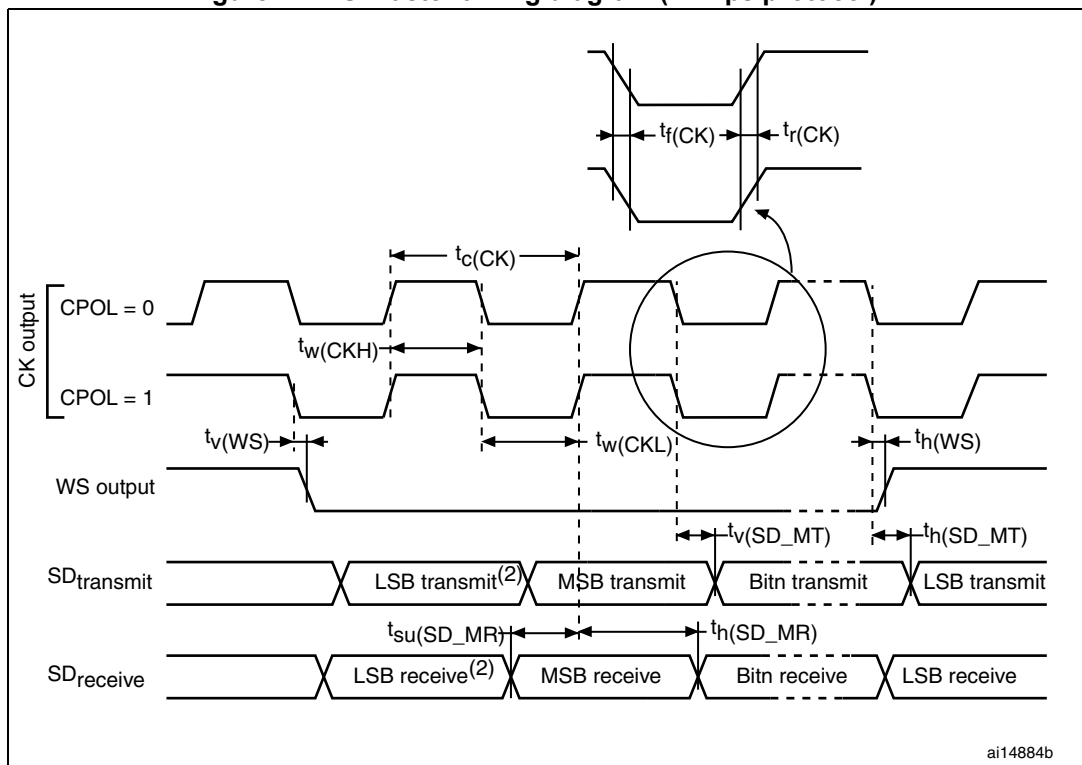 tf(CK)
tr(CK)
tc(CK)
CK output
CPOL = 0
tw(CKH)
CPOL = 1
tv(WS)
tw(CKL)
th(WS)
WS output
tv(SD_MT)
th(SD_MT)
SDtransmit
LSB transmit(2)
MSB transmit
Bitn transmit
LSB transmit
tsu(SD_MR)
th(SD_MR)
SDreceive
LSB receive(2)
MSB receive
Bitn receive
LSB receive
ai14884b